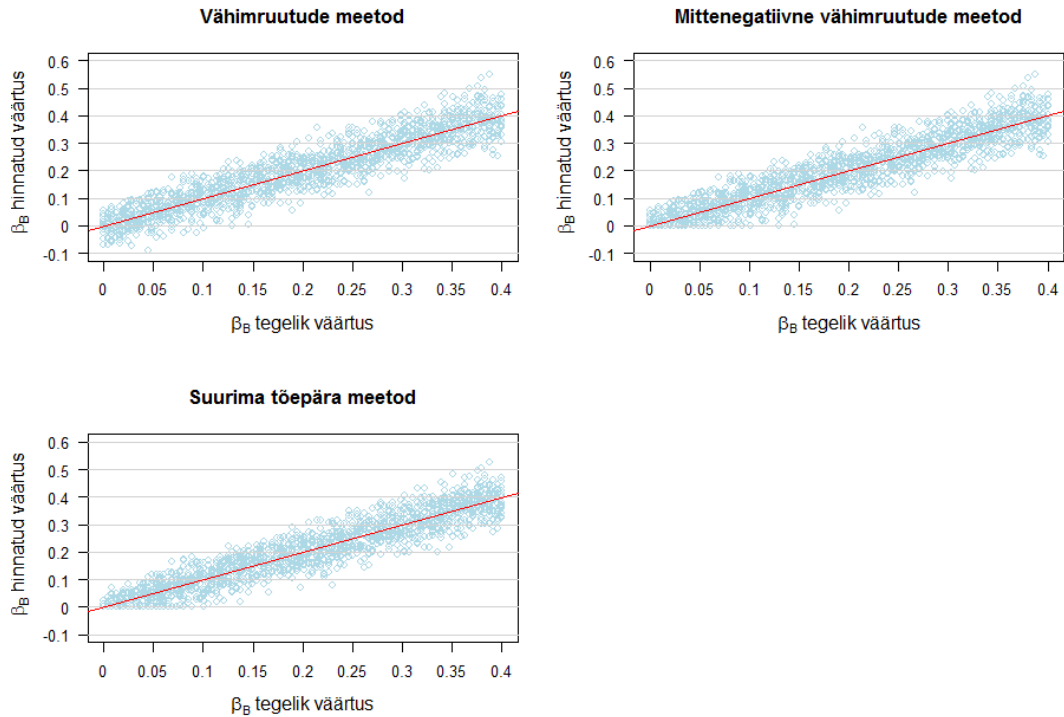 Vähimruutude meetod
β_B hinnatud väärtus
0.6
0.5
0.4
0.3
0.2
0.1
0
-0.1
0 0.05 0.1 0.15 0.2 0.25 0.3 0.35 0.4
β_B tegelik väärtus
Mittenegatiivne vähimruutude meetod
β_B hinnatud väärtus
0.6
0.5
0.4
0.3
0.2
0.1
0
-0.1
0 0.05 0.1 0.15 0.2 0.25 0.3 0.35 0.4
β_B tegelik väärtus
Suurima tõepära meetod
β_B hinnatud väärtus
0.6
0.5
0.4
0.3
0.2
0.1
0
-0.1
0 0.05 0.1 0.15 0.2 0.25 0.3 0.35 0.4
β_B tegelik väärtus